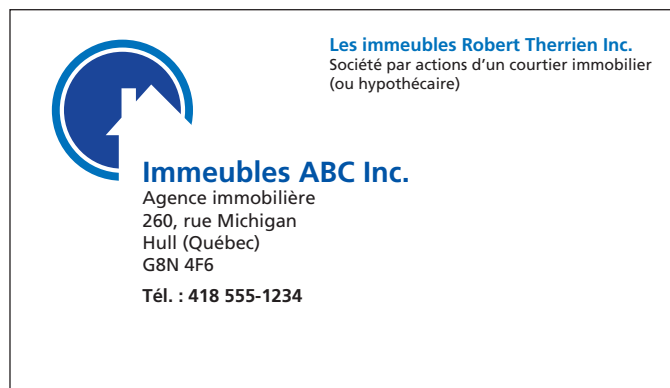 Les immeubles Robert Therrien Inc.
Société par actions d'un courtier immobilier
(ou hypothécaire)
Immeubles ABC Inc.
Agence immobilière
260, rue Michigan
Hull (Québec)
G8N 4F6
Tél. : 418 555-1234